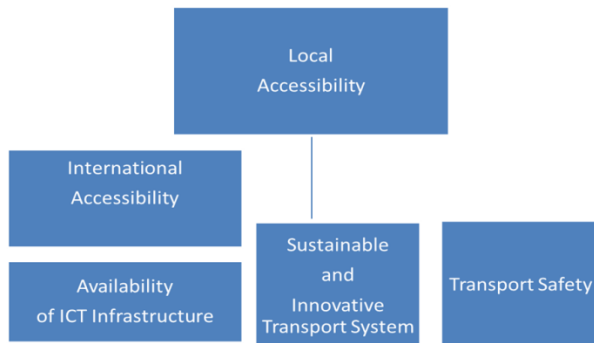 Local
Accessibility
International
Accessibility
Availability
of ICT Infrastructure
Sustainable
and
Innovative
Transport System
Transport Safety